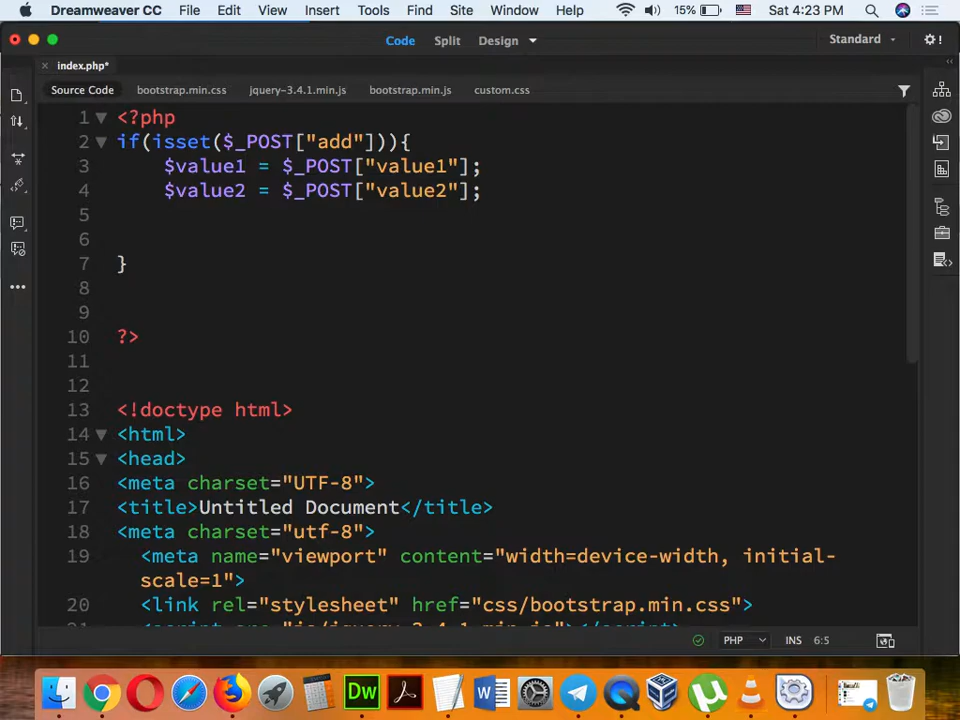 Dreamweaver CC File Edit View Insert Commands Tools Find Site Window Help 15% Sat 4:23 PM
Code Split Design Standard
index.php*
Source Code bootstrap.min.css jquery-3.4.1.min.js bootstrap.min.js custom.css
1 <?php
2 if(isset($_POST["add"])){
3 $value1 = $_POST["value1"];
4 $value2 = $_POST["value2"];
5
6
7 }
8
9
10 ?>
11
12
13 <!doctype html>
14 <html>
15 <head>
16 <meta charset="UTF-8">
17 <title>Untitled Document</title>
18 <meta charset="utf-8">
19 <meta name="viewport" content="width=device-width, initial-
scale=1">
20 <link rel="stylesheet" href="css/bootstrap.min.css">
PHP INS 6:5
Dw W